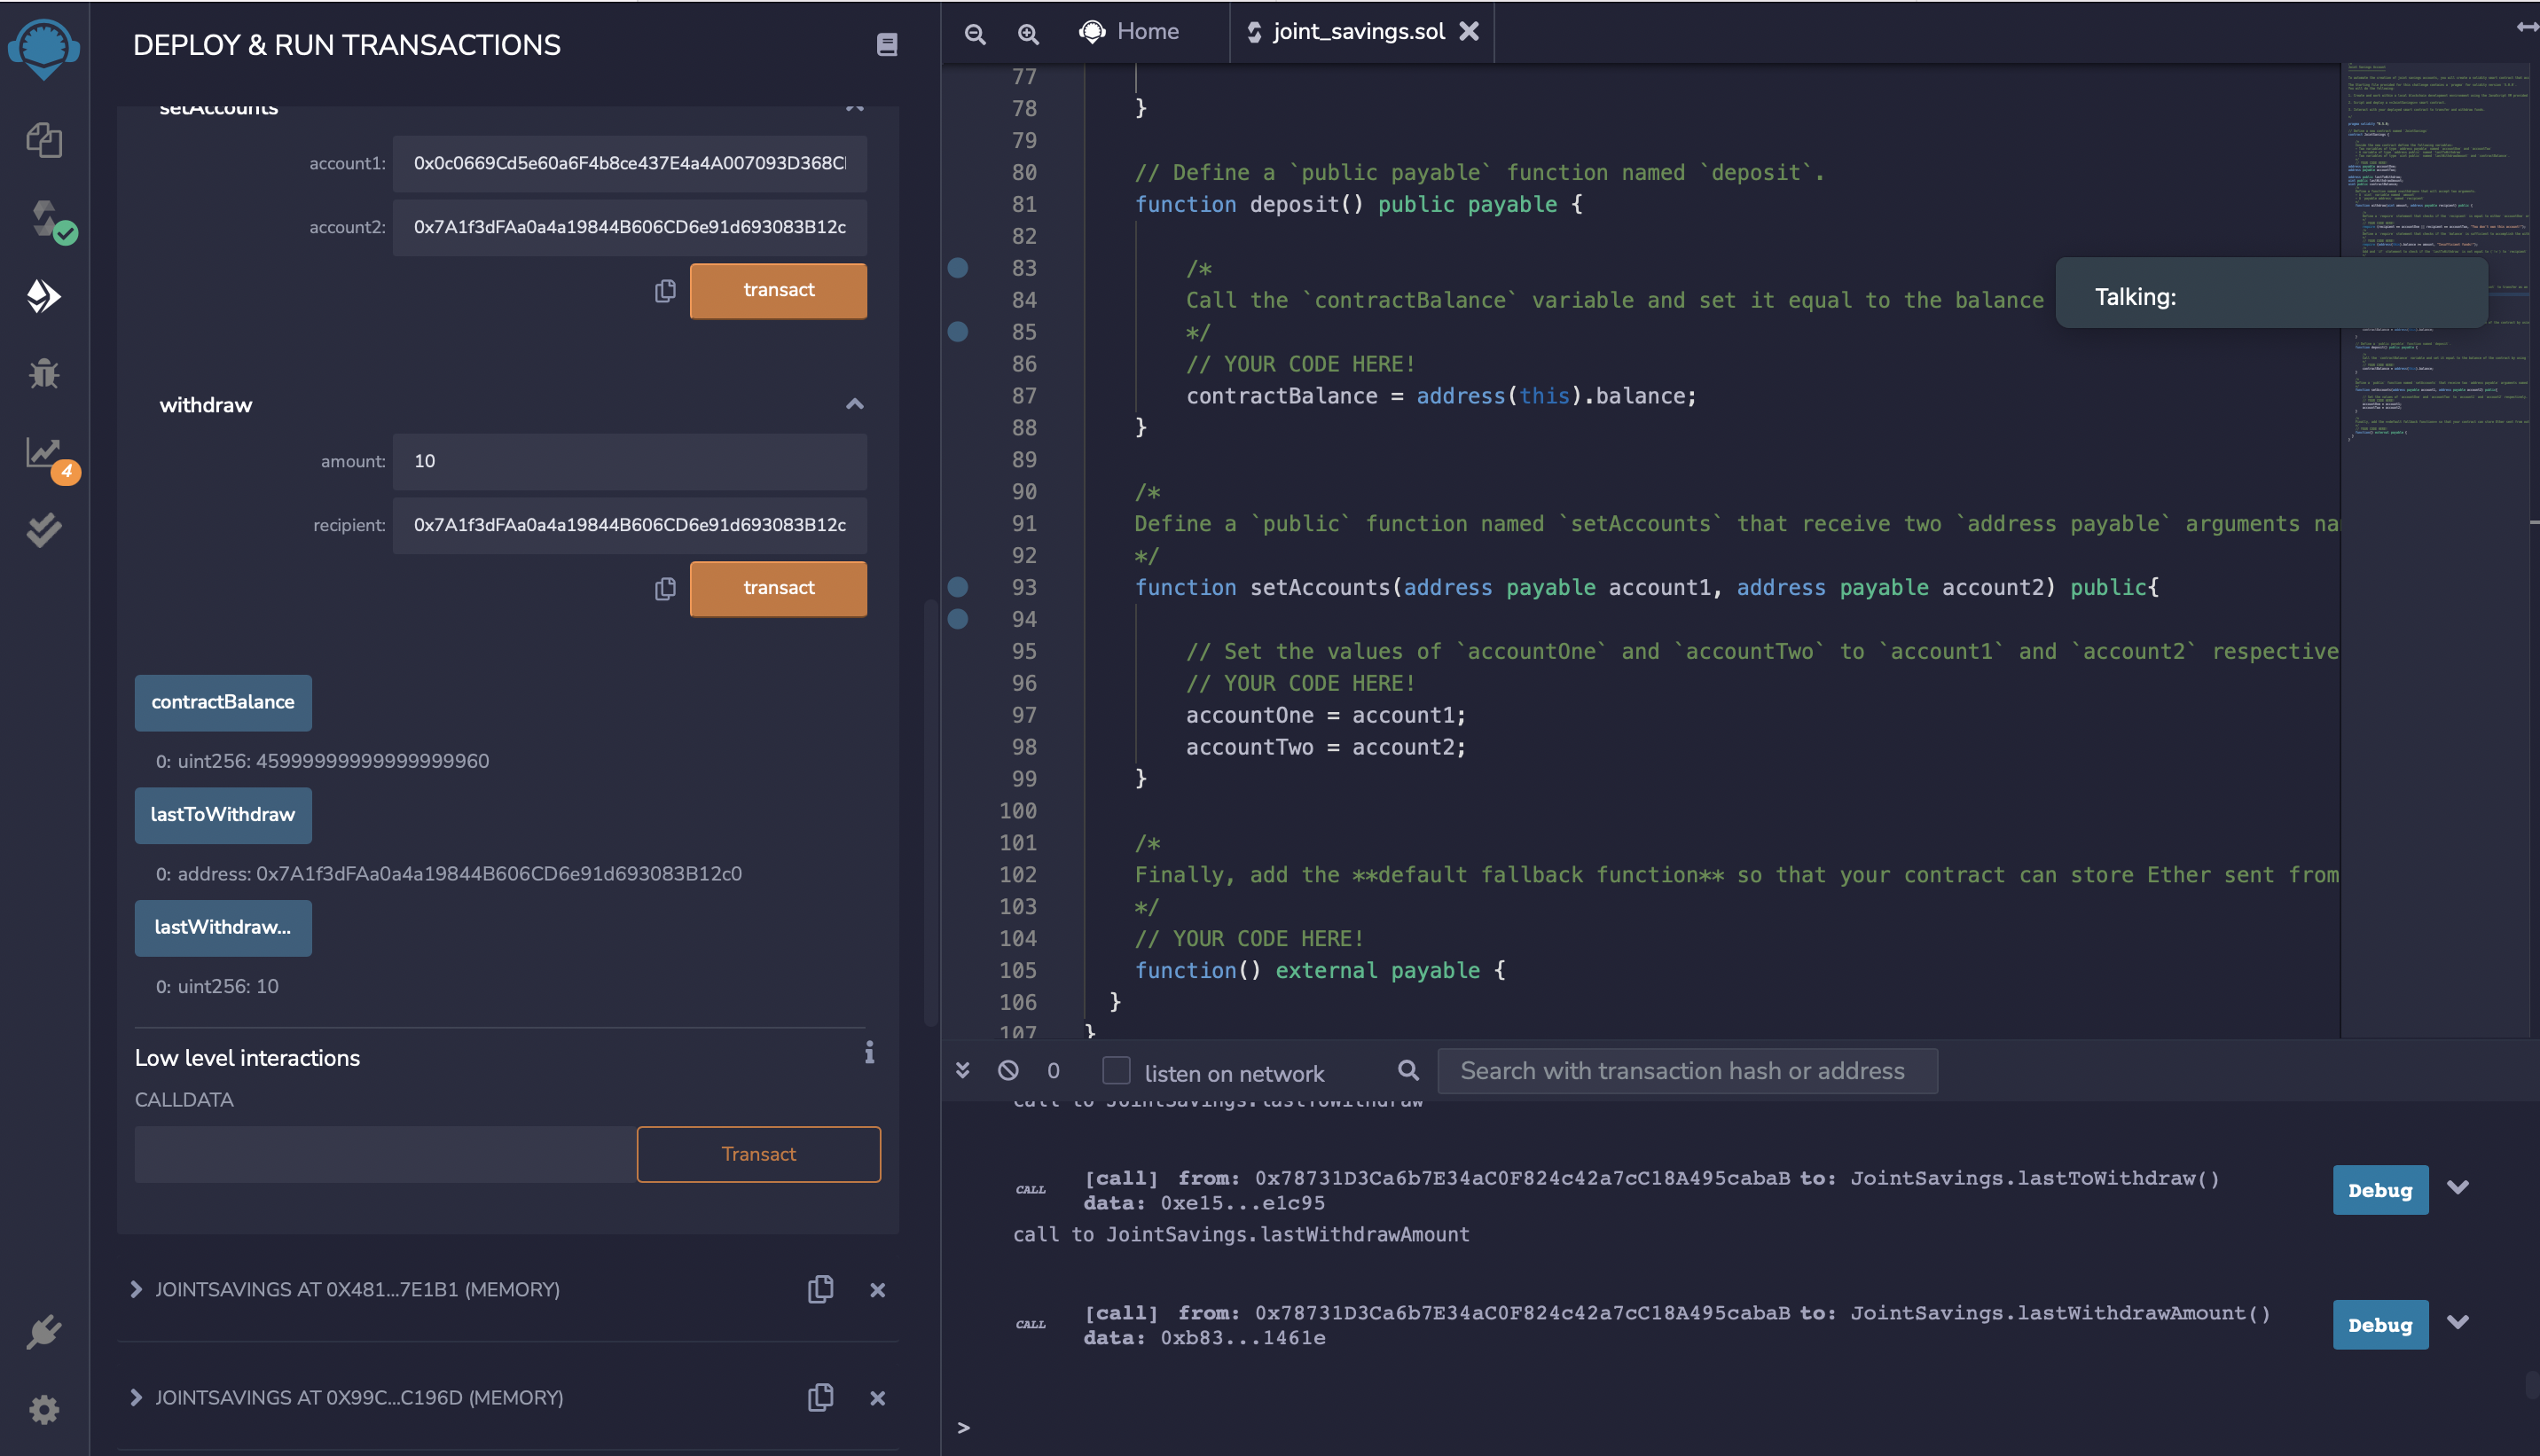 DEPLOY & RUN TRANSACTIONS
setAccounts
account1: 0x0c0669Cd5e60a6F4b8ce437E4a4A007093D368C
account2: 0x7A1f3dFAa0a4a19844B606CD6e91d693083B12c
transact
withdraw
amount: 10
recipient: 0x7A1f3dFAa0a4a19844B606CD6e91d693083B12c
transact
contractBalance
0: uint256: 45999999999999999960
lastToWithdraw
0: address: 0x7A1f3dFAa0a4a19844B606CD6e91d693083B12c0
lastWithdraw...
0: uint256: 10
Low level interactions
CALLDATA
Transact
JOINTSAVINGS AT 0X481...7E1B1 (MEMORY)
JOINTSAVINGS AT 0X99C...C196D (MEMORY)
4
Home
joint_savings.sol
77
78 }
79
80 // Define a `public payable` function named `deposit`.
81 function deposit() public payable {
82
83 /*
84 Call the `contractBalance` variable and set it equal to the balance
85 */
86 // YOUR CODE HERE!
87 contractBalance = address(this).balance;
88 }
89
90 /*
91 Define a `public` function named `setAccounts` that receive two `address payable` arguments na
92 */
93 function setAccounts(address payable account1, address payable account2) public{
94
95 // Set the values of `accountOne` and `accountTwo` to `account1` and `account2` respective
96 // YOUR CODE HERE!
97 accountOne = account1;
98 accountTwo = account2;
99 }
100
101 /*
102 Finally, add the **default fallback function** so that your contract can store Ether sent from
103 */
104 // YOUR CODE HERE!
105 function() external payable {
106 }
107 }
Talking:
0 listen on network Search with transaction hash or address
call to JointSavings.lastToWithdraw
CALL [call] from: 0x78731D3Ca6b7E34aC0F824c42a7cC18A495cabaB to: JointSavings.lastToWithdraw()
data: 0xe15...e1c95
Debug
call to JointSavings.lastWithdrawAmount
CALL [call] from: 0x78731D3Ca6b7E34aC0F824c42a7cC18A495cabaB to: JointSavings.lastWithdrawAmount()
data: 0xb83...1461e
Debug
>